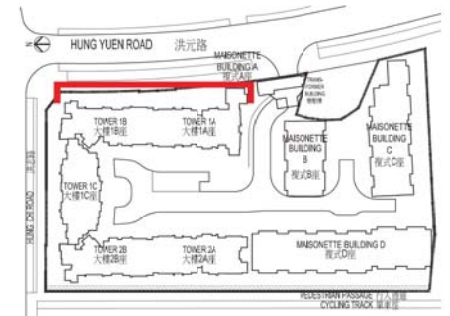 N
HUNG YUEN ROAD 洪元路
MAISONETTE
BUILDING A
複式A座
TRANS-
FORMER
BUILDING
TOWER 1B
大樓1B座
TOWER 1A
大樓1A座
MAISONETTE
BUILDING
B
複式B座
MAISONETTE
BUILDING
C
複式C座
HUNG CHI ROAD
TOWER 1C
大樓1C座
TOWER 2B
大樓2B座
TOWER 2A
大樓2A座
MAISONETTE BUILDING D
複式D座
PEDESTRIAN PASSAGE 行人通道
CYCLING TRACK 單車徑